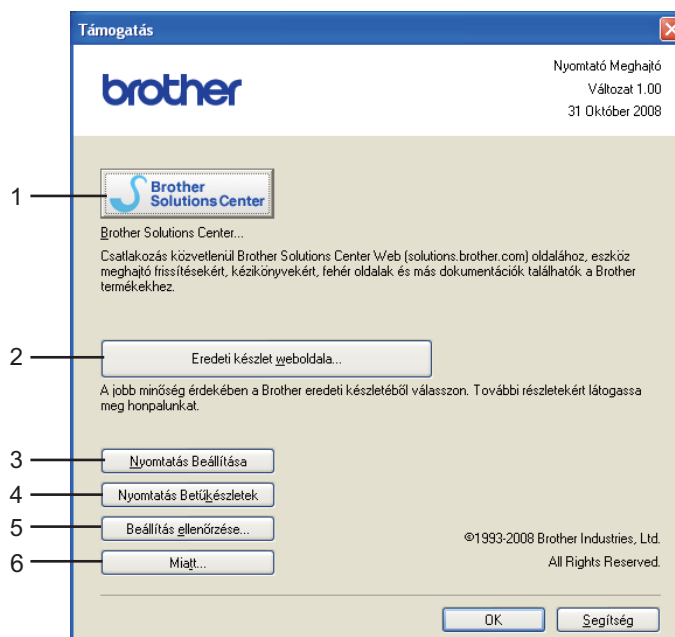 Támogatás
brother
Nyomtató Meghajtó
Változat 1.00
31 Október 2008
1
Brother
Solutions Center
Brother Solutions Center...
Csatlakozás közvetlenül Brother Solutions Center Web (solutions.brother.com) oldalához, eszköz
meghajtó frissítésekért, kézikönyvekért, fehér oldalak és más dokumentációk találhatók a Brother
termékekhez.
2
Eredeti készlet weboldala...
A jobb minőség érdekében a Brother eredeti készletéből válasszon. További részletekért látogassa
meg honpalunkat.
3
Nyomtatás Beállítása
4
Nyomtatás Betűkészletek
5
Beállítás ellenőrzése...
6
Miatt...
©1993-2008 Brother Industries, Ltd.
All Rights Reserved.
OK
Segítség